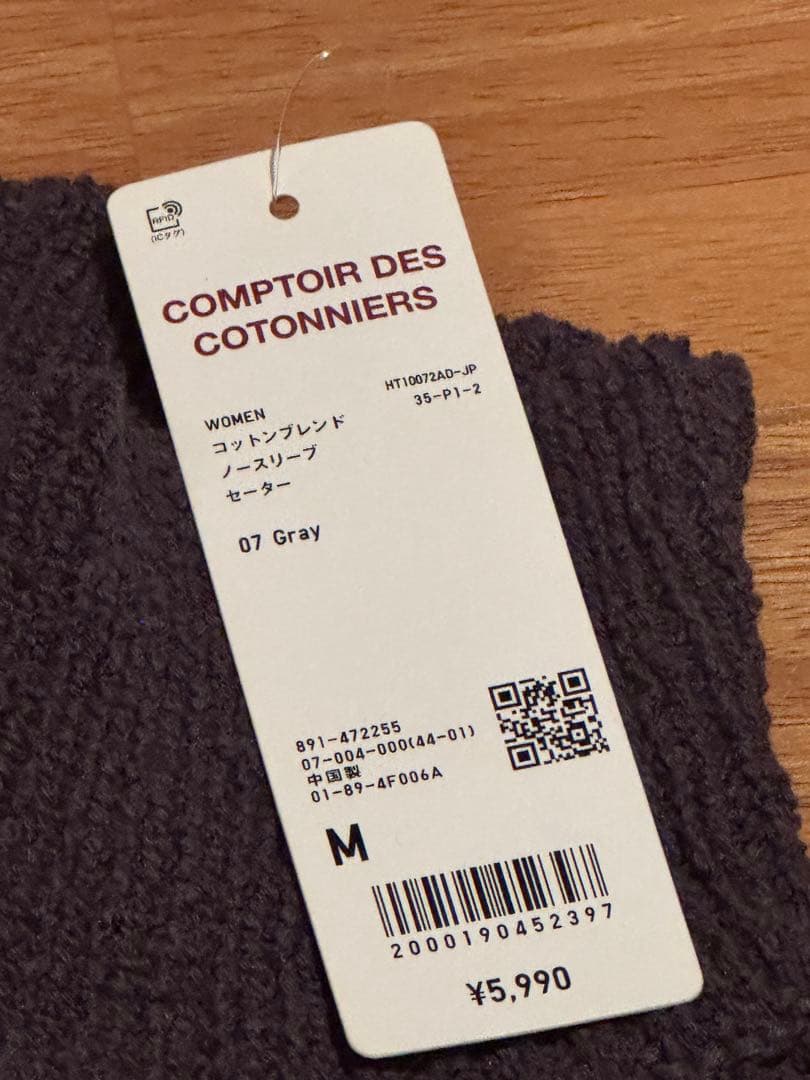 RFID
(ICタグ)
COMPTOIR DES
COTONNIERS
HT10072AD-JP
35-P1-2
WOMEN
コットンブレンド
ノースリーブ
セーター
07 Gray
891-472255
07-004-000(44-01)
中国製
01-89-4F006A
M
2000190452397
¥5,990